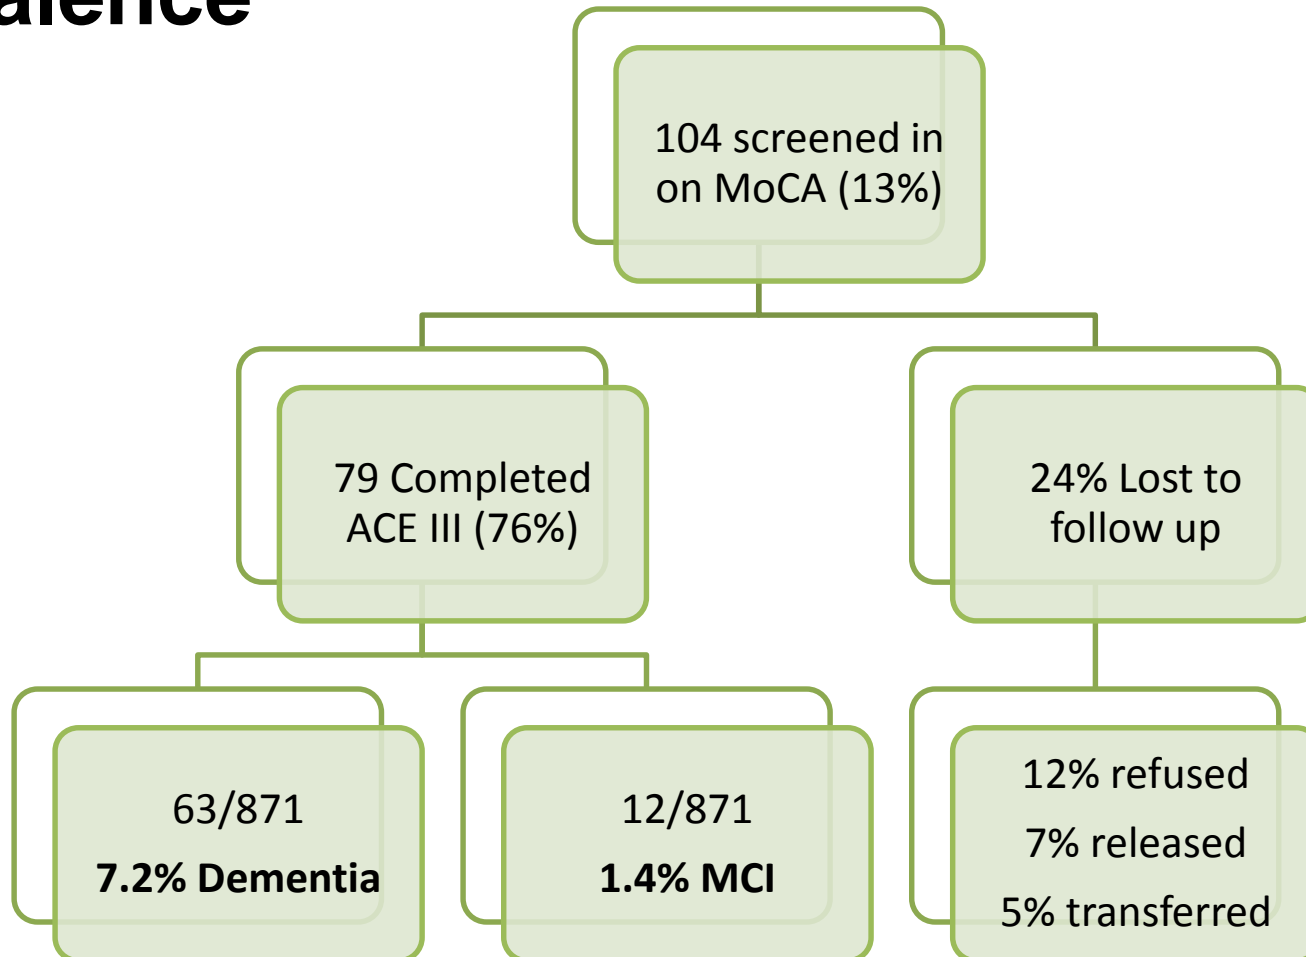 alence
104 screened in
on MoCA (13%)
79 Completed
ACE III (76%)
24% Lost to
follow up
63/871
7.2% Dementia
12/871
1.4% MCI
12% refused
7% released
5% transferred